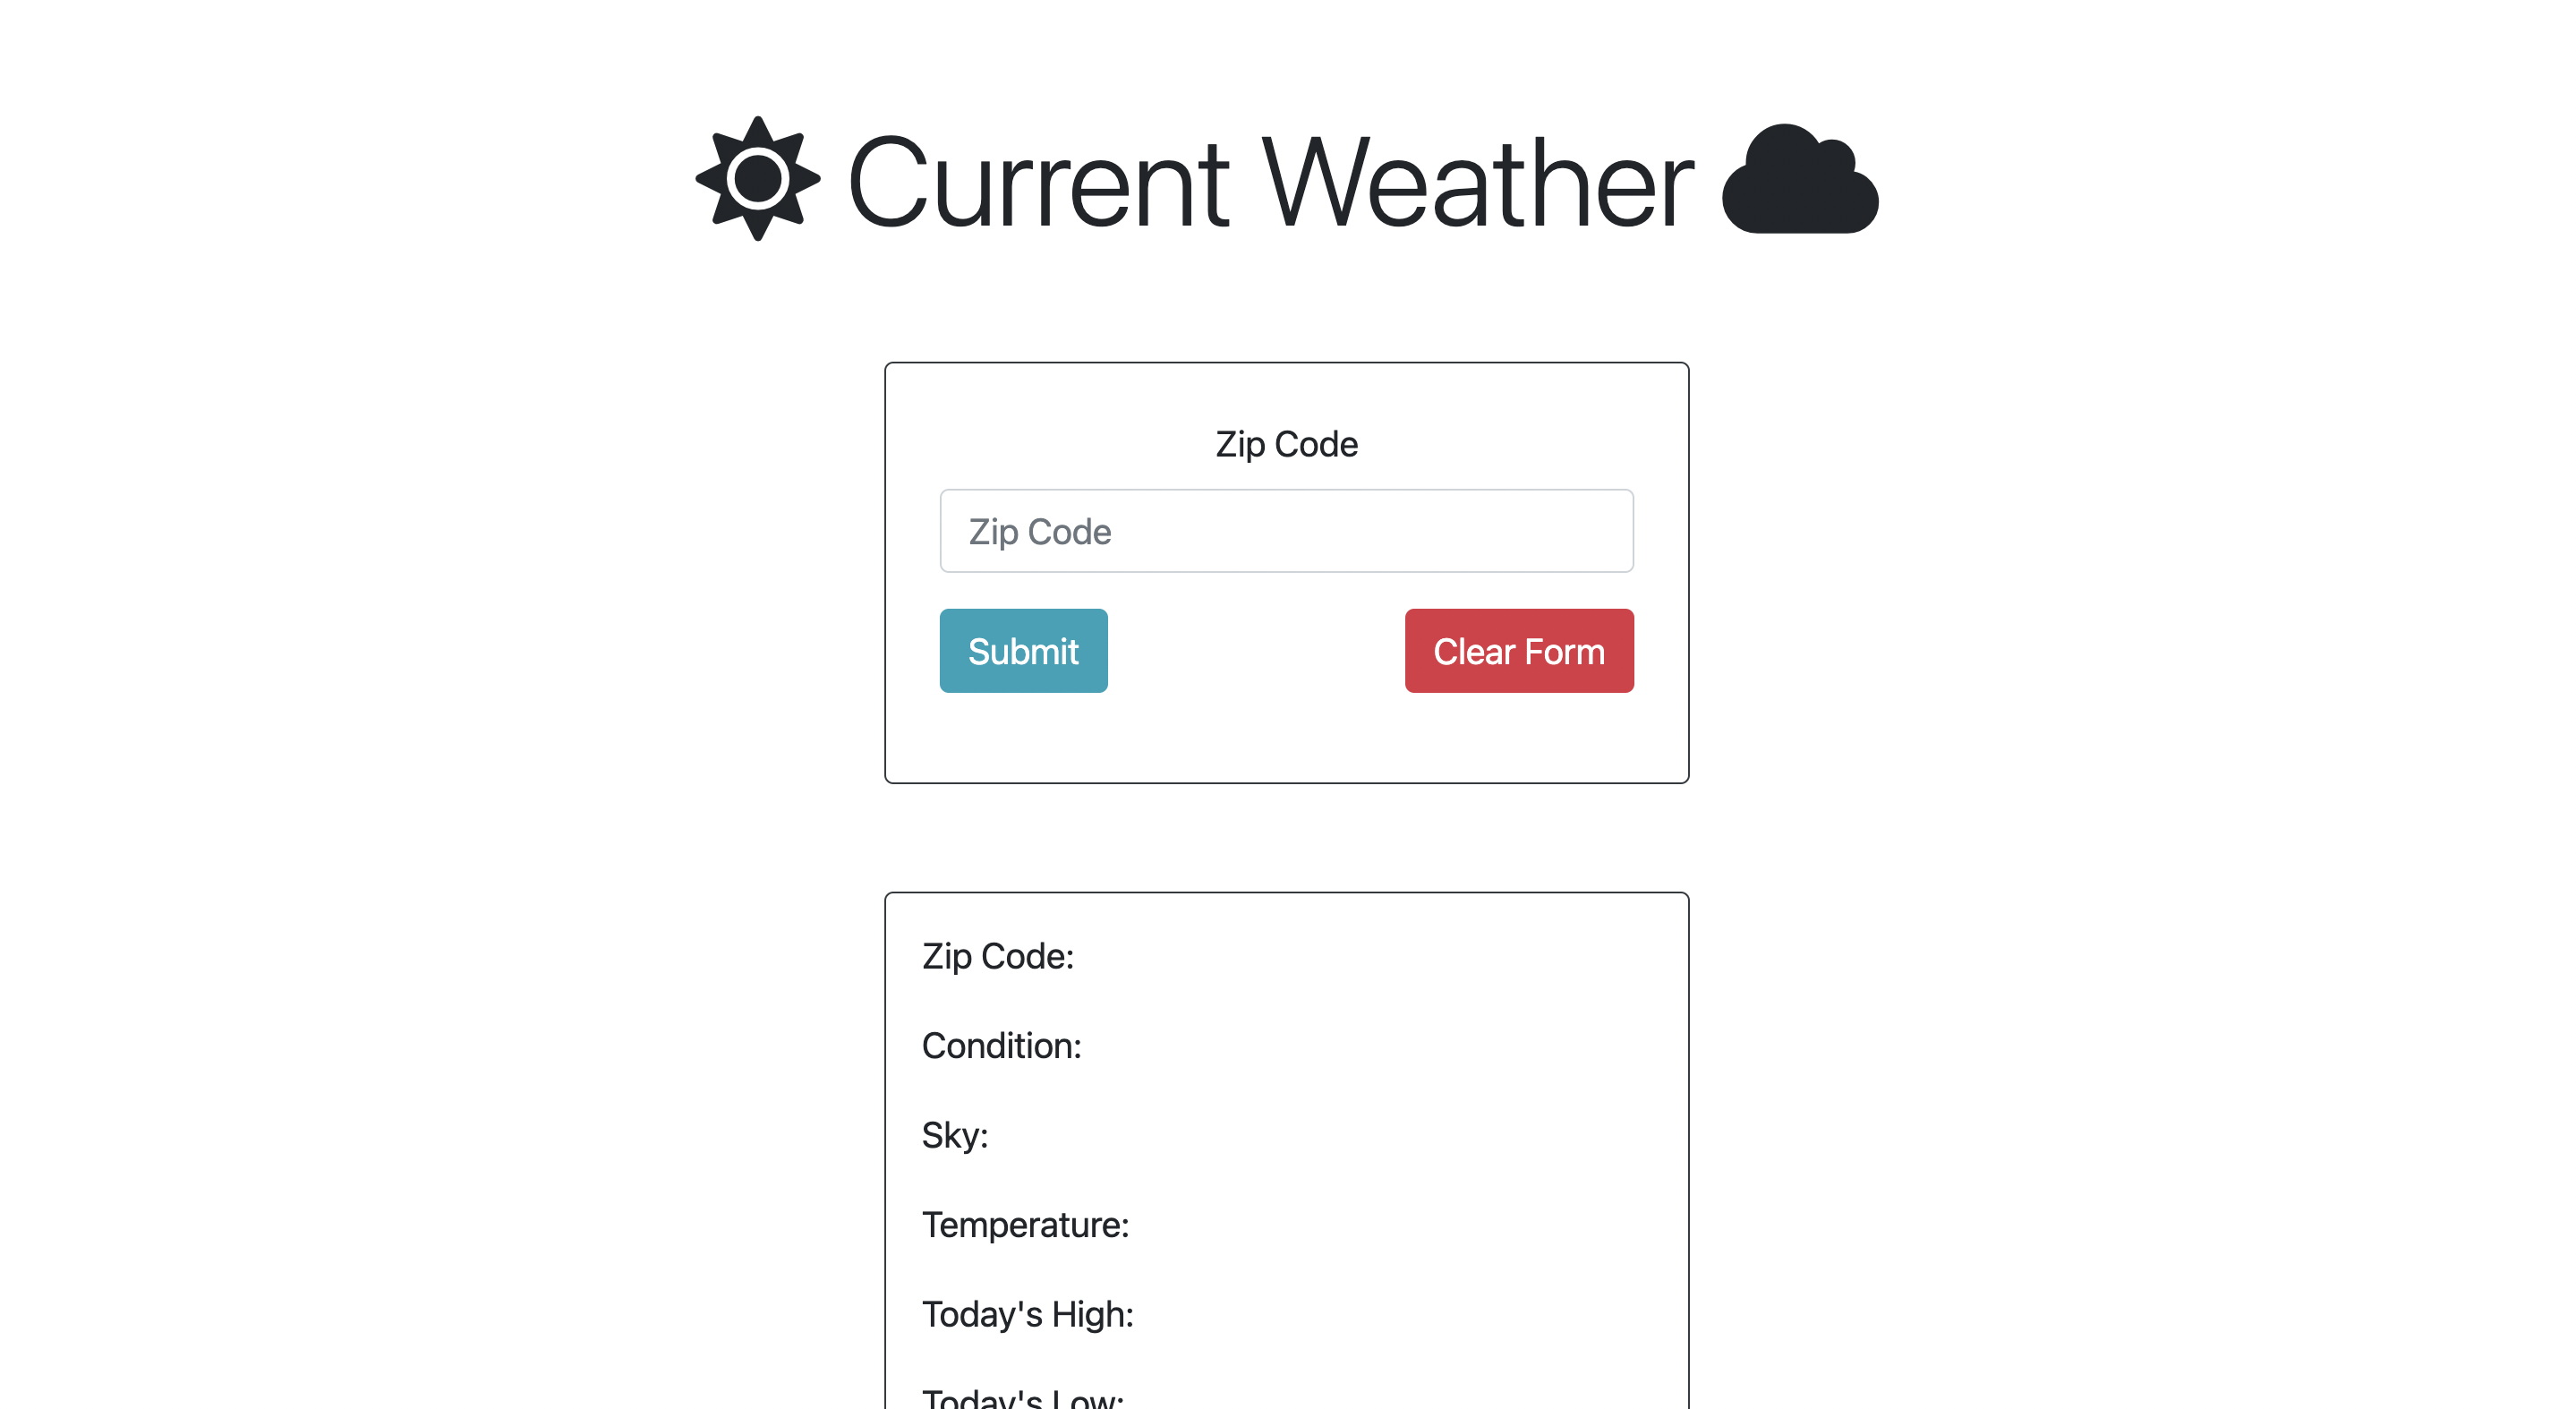 Current Weather
Zip Code
Zip Code
Submit Clear Form
Zip Code:
Condition:
Sky:
Temperature:
Today's High:
Today's Low: